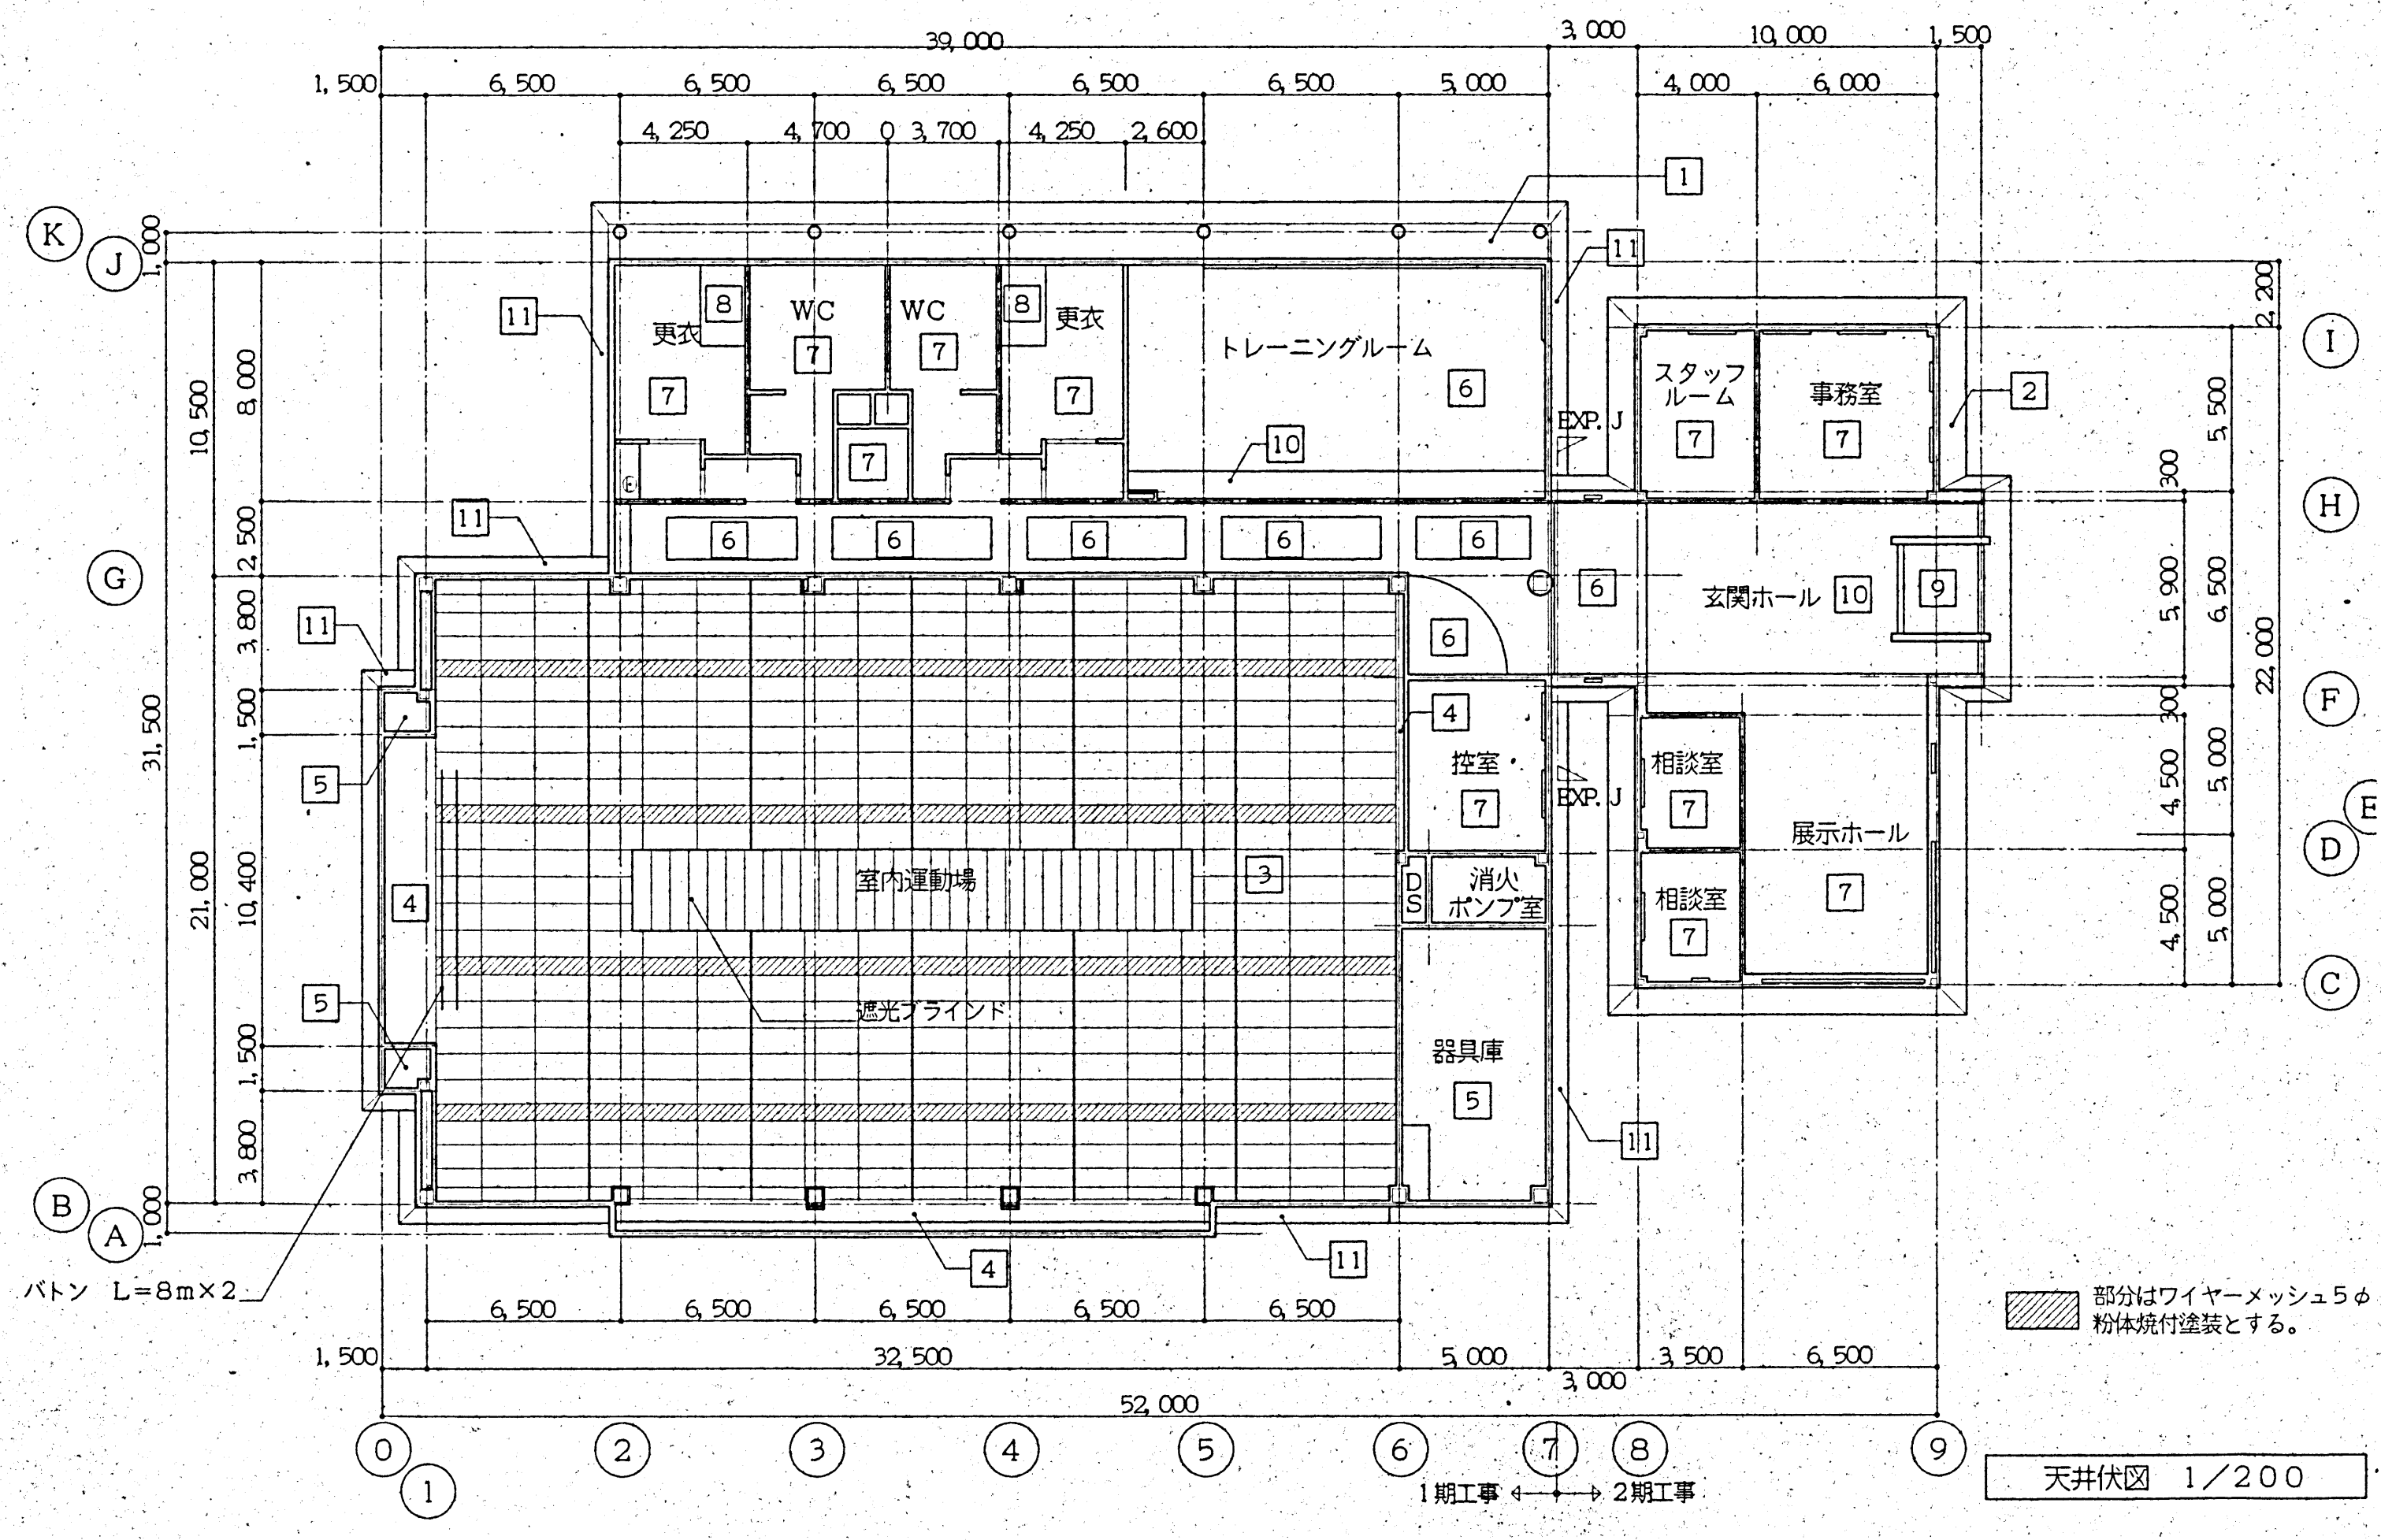 39,000
3,000
10,000
1,500
1,500
6,500
6,500
6,500
6,500
6,500
5,000
4,000
6,000
4,250
4,700
0
3,700
4,250
2,600
1
K
J
1,000
11
11
8
WC
WC
8
更衣
更衣
7
7
7
7
7
トレーニングルーム
6
10
EXP. J
スタッフ
ルーム
7
事務室
7
2
2,200
I
5,500
300
H
10,500
8,000
11
2,500
6
6
6
6
6
G
3,800
11
6
6
玄関ホール
10
9
5,900
6,500
22,000
F
300
31,500
1,500
5
4
控室
7
EXP. J
相談室
7
4,500
5,000
E
D
展示ホール
7
21,000
10,400
4
室内運動場
3
DS
消火
ポンプ室
相談室
7
4,500
5,000
C
5
遮光ブラインド
1,500
器具庫
5
3,800
11
B
A
1,000
4
11
バトン L=8m×2
部分はワイヤーメッシュ5φ
粉体焼付塗装とする。
6,500
6,500
6,500
6,500
6,500
1,500
32,500
5,000
3,500
6,500
3,000
52,000
0
1
2
3
4
5
6
7
8
9
1期工事
2期工事
天井伏図 1/200